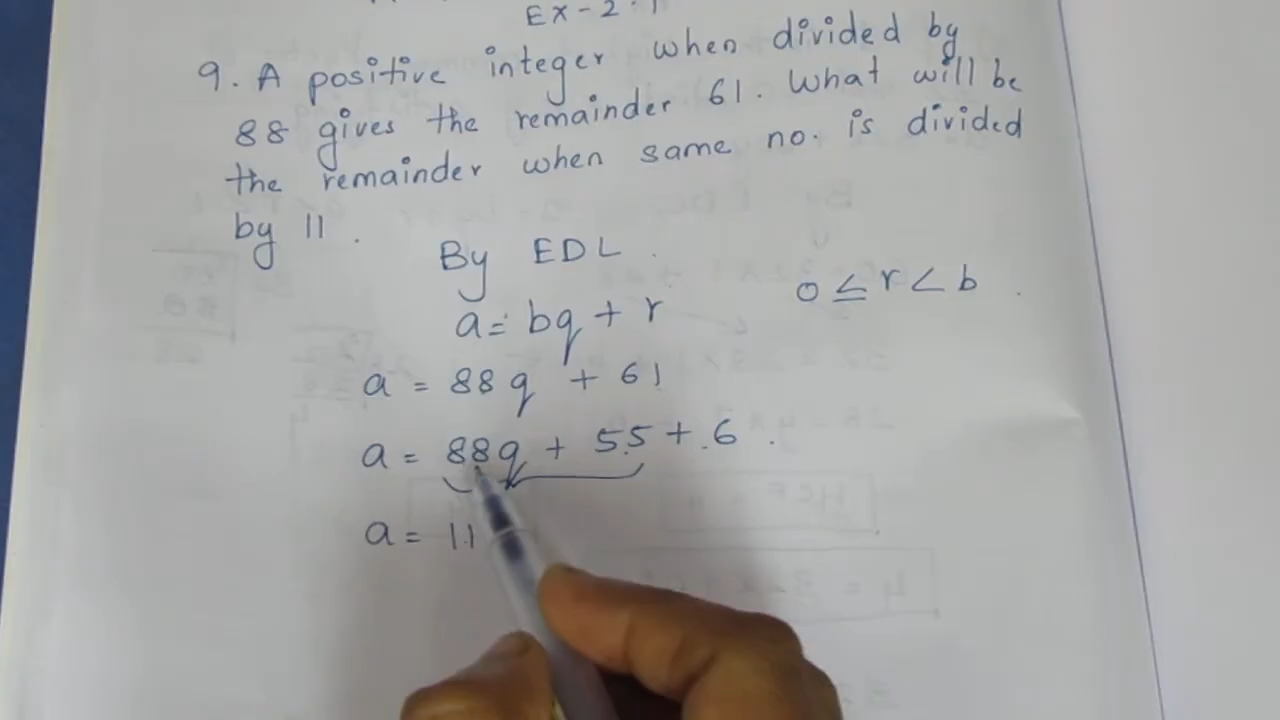 Ex-2.1
9. A positive integer when divided by
88 gives the remainder 61. What will be
the remainder when same no. is divided
by 11.
By EDL.
a = bq + r    0 ≤ r < b.
a = 88q + 61
a = 88q + 55 + 6.
a = 11